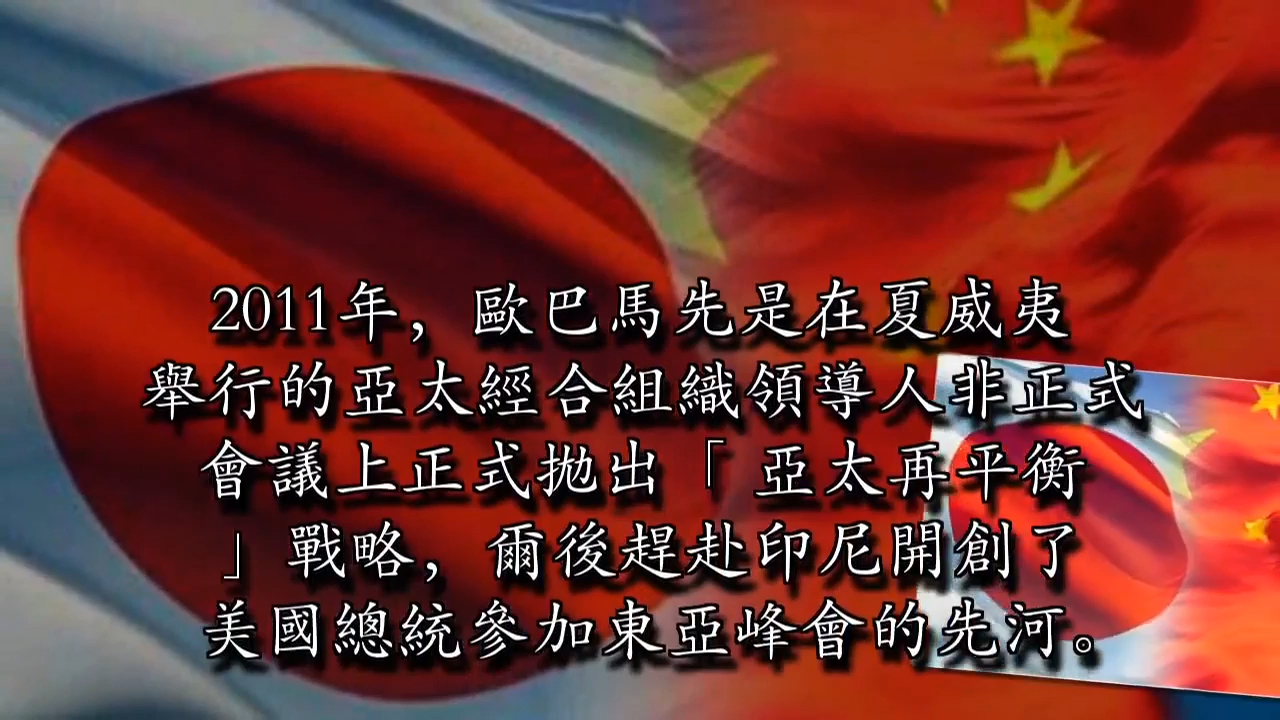 2011年，歐巴馬先是在夏威夷
舉行的亞太經合組織領導人非正式
會議上正式拋出「亞太再平衡
」戰略，爾後趕赴印尼開創了
美國總統參加東亞峰會的先河。